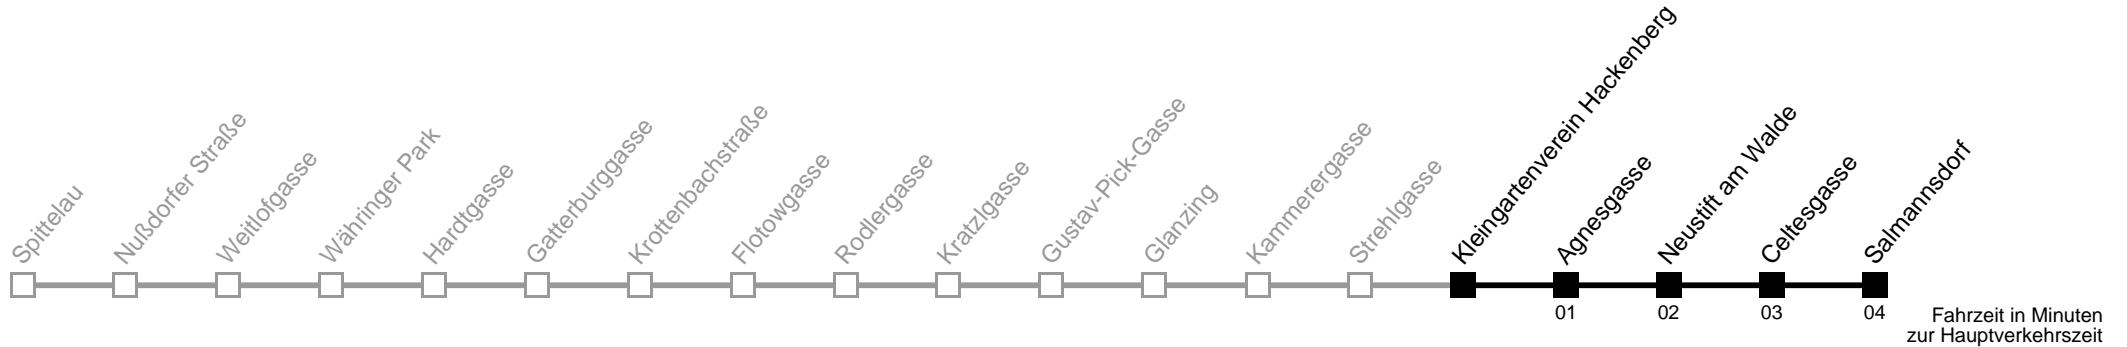 Spittelau
Nußdorfer Straße
Weitlofgasse
Währinger Park
Hardtgasse
Gatterburggasse
Krottenbachstraße
Flotowgasse
Rodlergasse
Kratzlgasse
Gustav-Pick-Gasse
Glanzing
Kammerergasse
Strehlgasse
Kleingartenverein Hackenberg
Agnesgasse
Neustift am Walde
Celtesgasse
Salmannsdorf
01
02
03
04
Fahrzeit in Minuten
zur Hauptverkehrszeit